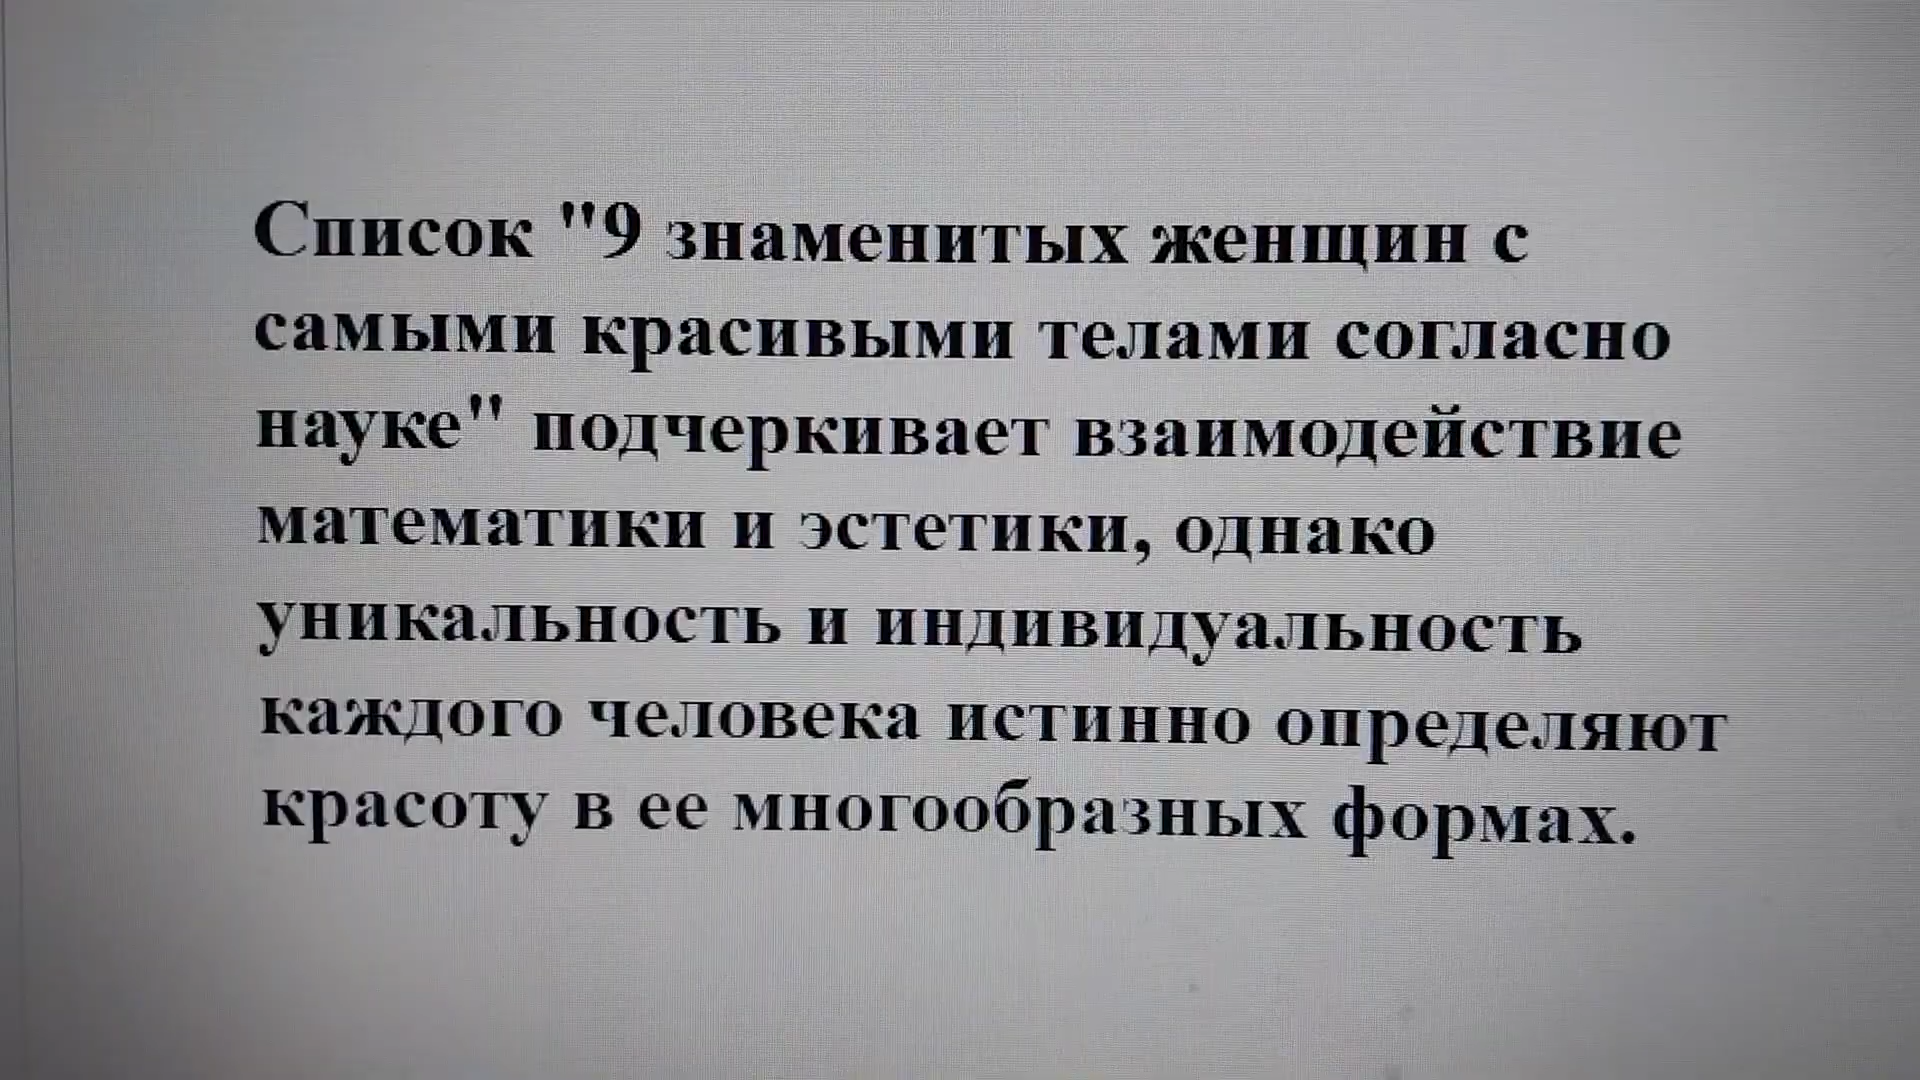 Список "9 знаменитых женщин с
самыми красивыми телами согласно
науке" подчеркивает взаимодействие
математики и эстетики, однако
уникальность и индивидуальность
каждого человека истинно определяют
красоту в ее многообразных формах.